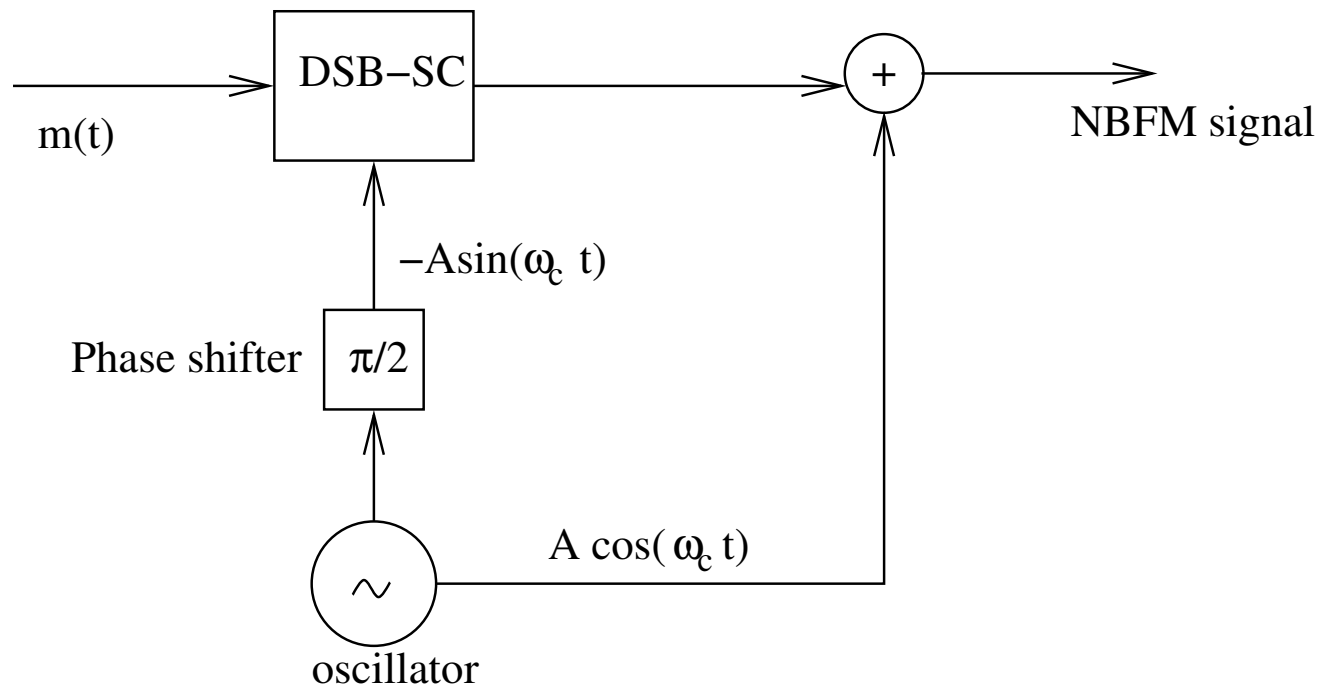 DSB−SC
+
m(t)
NBFM signal
−Asin(ω_c t)
Phase shifter
π/2
A cos(ω_c t)
oscillator